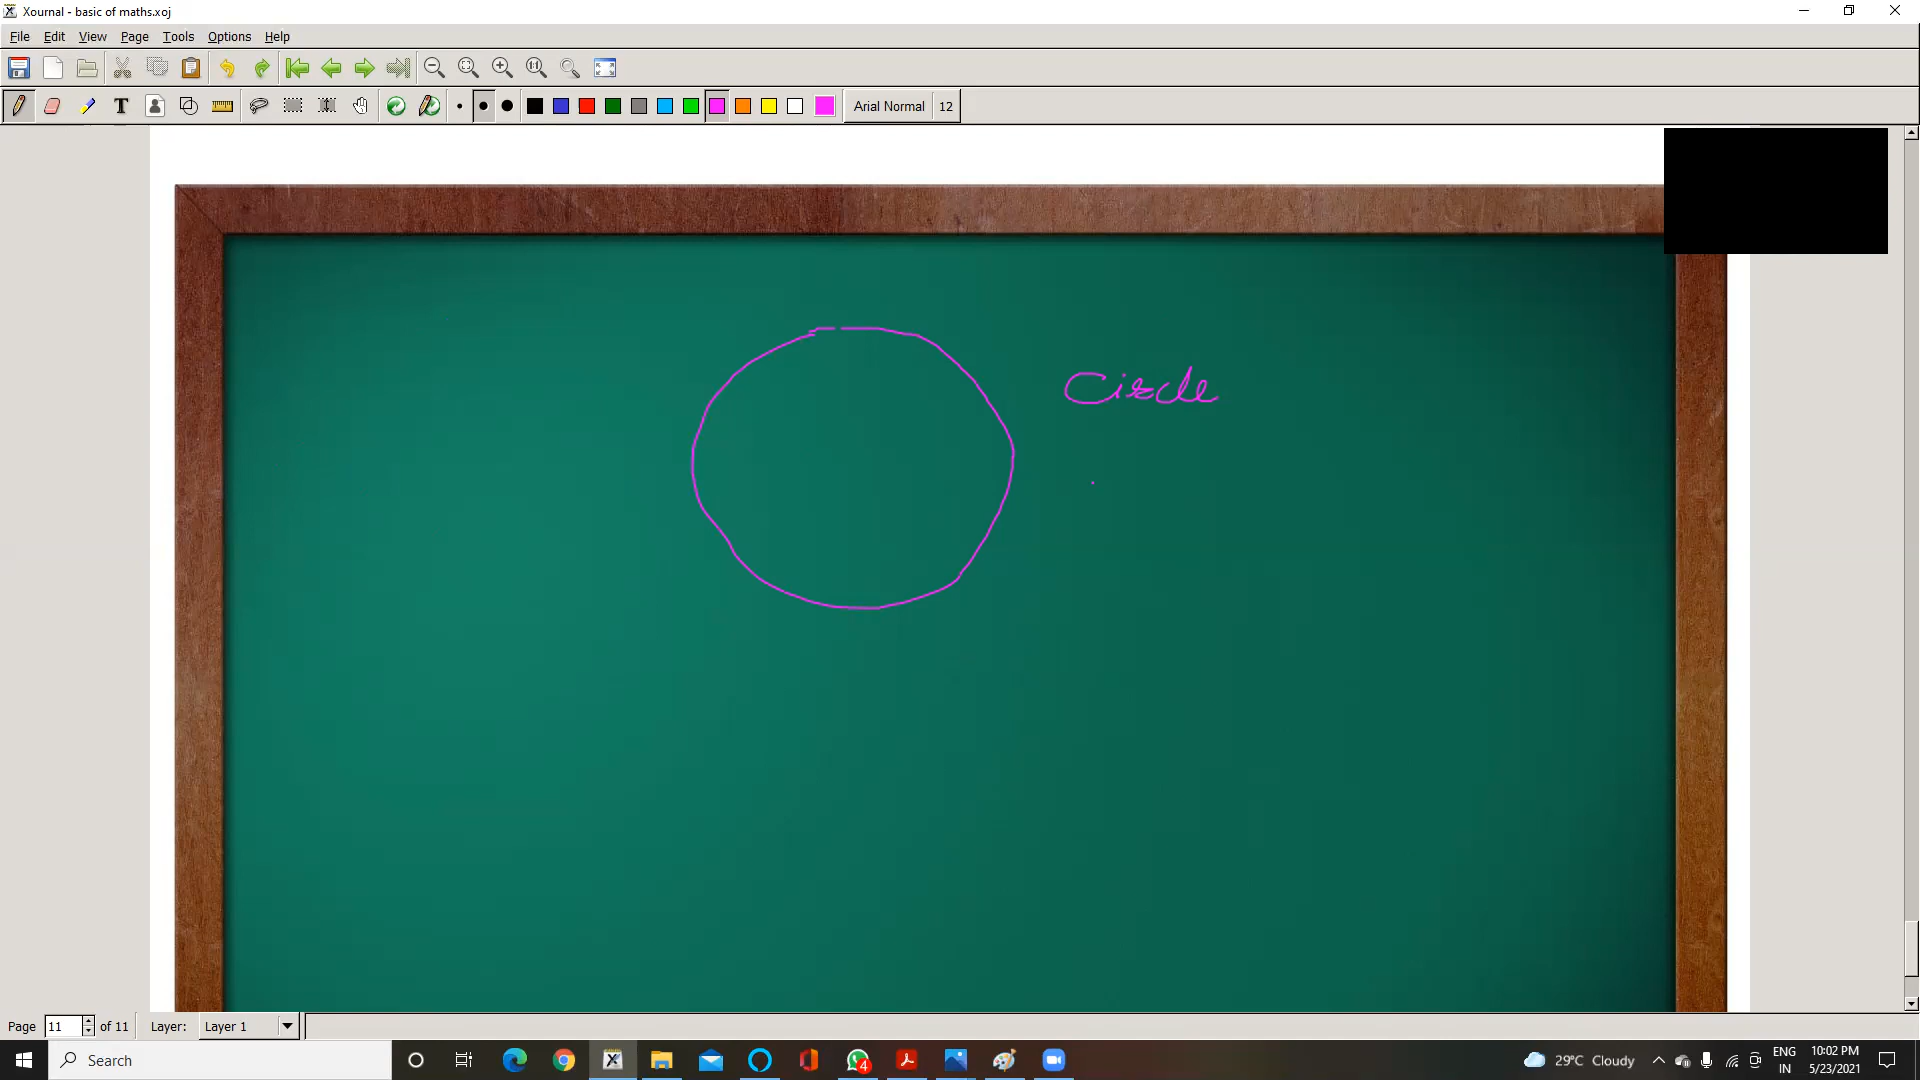 Xournal - basic of maths.xoj
File Edit View Page Tools Options Help
T Arial Normal 12
Circle
Page 11 of 11 Layer: Layer 1
Search
4
29°C Cloudy
ENG
IN
10:02 PM
5/23/2021